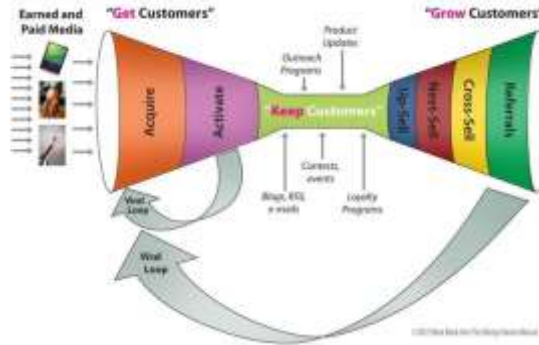 Earned and
Paid Media
"Get Customers"
"Grow Customers"
Product
Updates
Outreach
Programs
Acquire
Activate
"Keep Customers"
Up-Sell
Next-Sell
Cross-Sell
Referrals
Contests,
events
Blogs, RSS,
e-mails
Loyalty
Programs
Viral
Loop
Viral
Loop